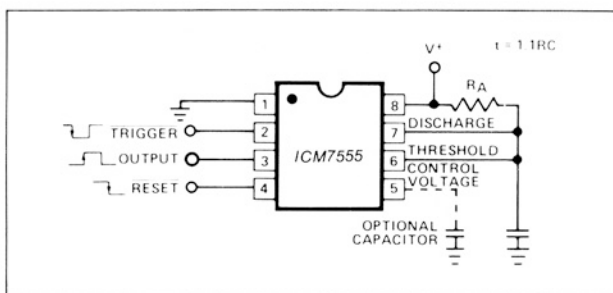 V+
t = 1.1RC
RA
1
8
DISCHARGE
TRIGGER
2
7
THRESHOLD
OUTPUT
3
ICM7555
6
CONTROL
VOLTAGE
RESET
4
5
OPTIONAL
CAPACITOR